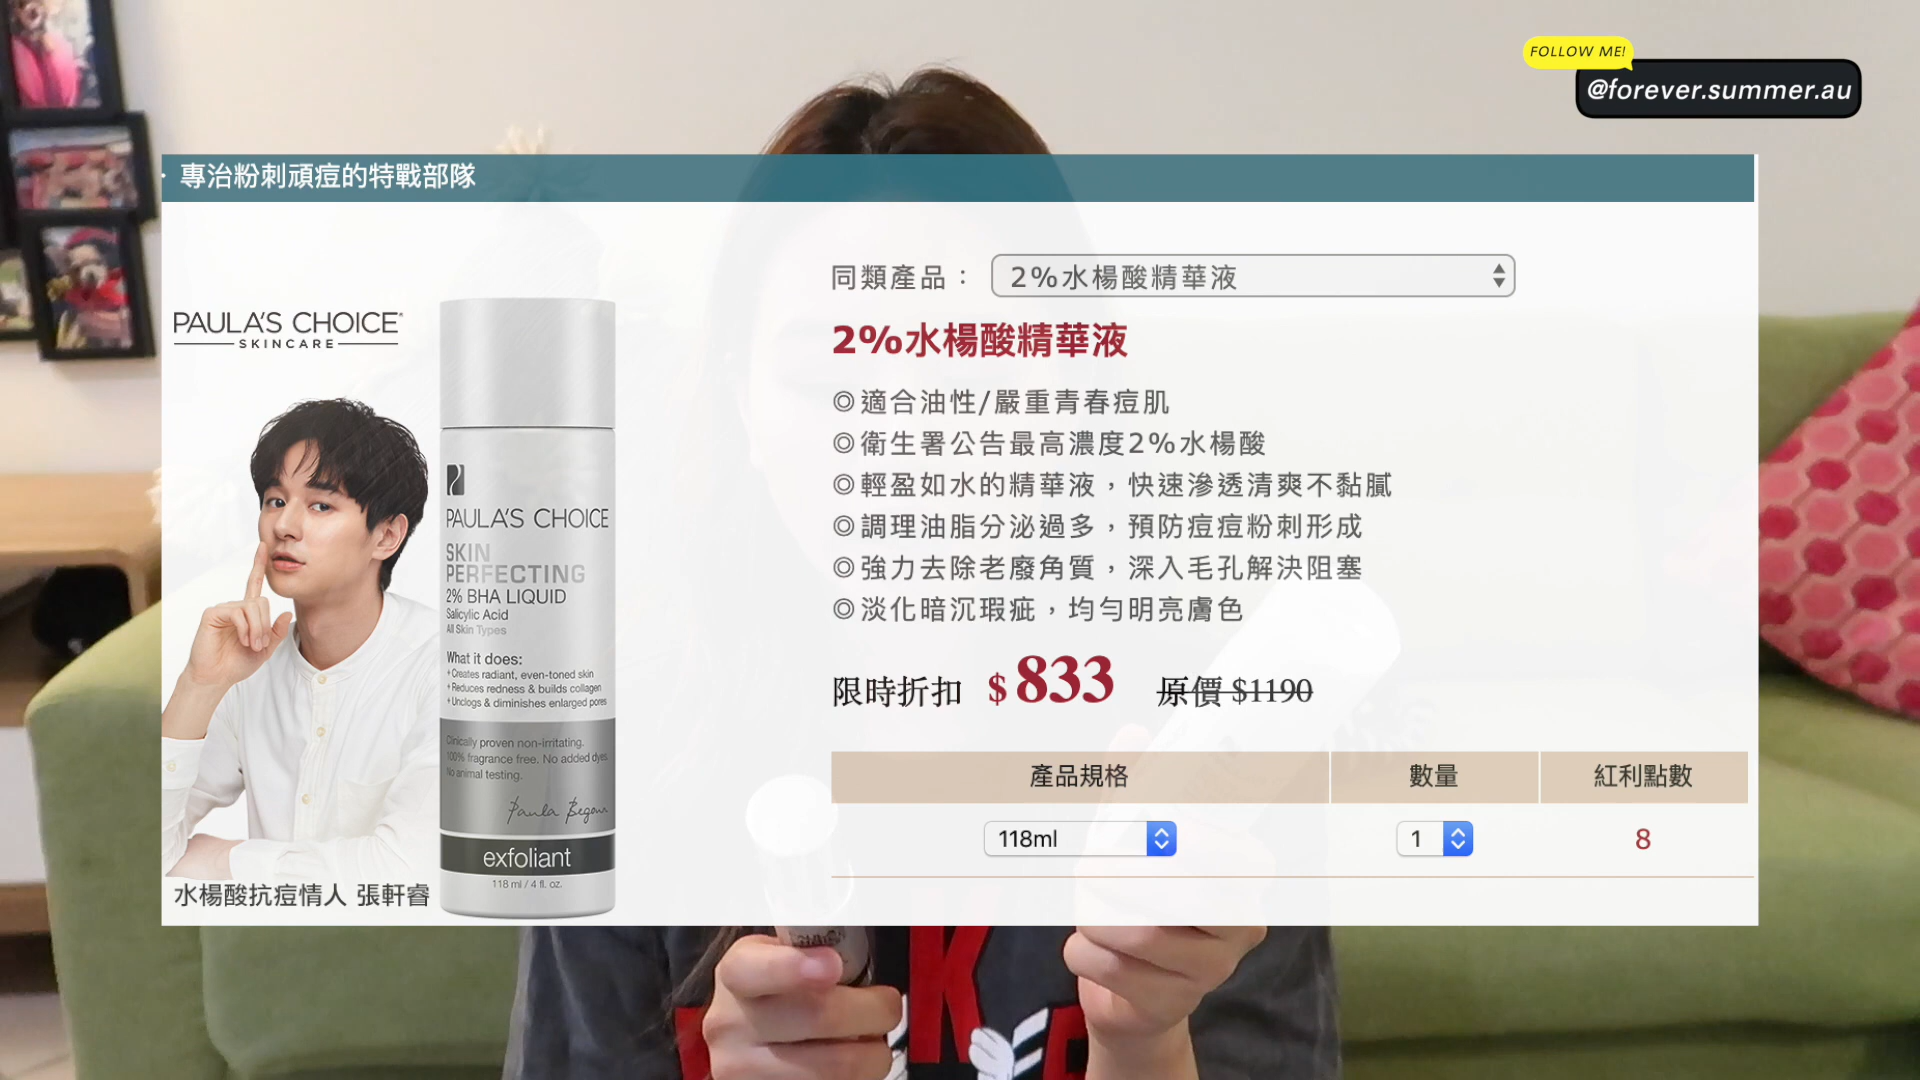 FOLLOW ME!
@forever.summer.au
· 專治粉刺頑痘的特戰部隊
PAULA'S CHOICE
SKINCARE
水楊酸抗痘情人 張軒睿
PAULA'S CHOICE
SKIN
PERFECTING
2% BHA LIQUID
Salicylic Acid
All Skin Types
What it does:
+Creates radiant, even-toned skin
+Reduces redness & builds collagen
+Unclogs & diminishes enlarged pores
Clinically proven non-irritating.
100% fragrance free. No added dyes.
No animal testing.
Paula Begoun
exfoliant
118 ml / 4 fl. oz.
同類產品： 2%水楊酸精華液
2%水楊酸精華液
◎適合油性/嚴重青春痘肌
◎衛生署公告最高濃度2%水楊酸
◎輕盈如水的精華液，快速滲透清爽不黏膩
◎調理油脂分泌過多，預防痘痘粉刺形成
◎強力去除老廢角質，深入毛孔解決阻塞
◎淡化暗沉瑕疵，均勻明亮膚色
限時折扣 $833 原價 $1190
產品規格 數量 紅利點數
118ml 1 8